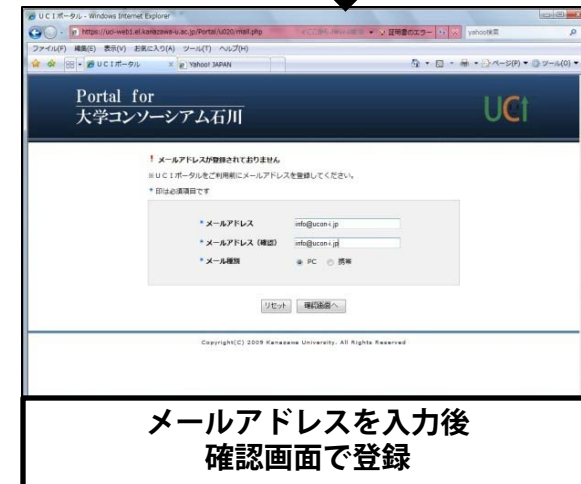 UCIポータル - Windows Internet Explorer
https://uci-web1.el.kanazawa-u.ac.jp/Portal/u020/mail.php
証明書のエラー
yahoo検索
ファイル(F) 編集(E) 表示(V) お気に入り(A) ツール(T) ヘルプ(H)
UCIポータル
Yahoo! JAPAN
ページ(P) ツール(O)
Portal for
大学コンソーシアム石川
UCI
! メールアドレスが登録されておりません
※UCIポータルをご利用前にメールアドレスを登録してください。
* 印は必須項目です
* メールアドレス info@ucon-i.jp
* メールアドレス（確認） info@ucon-i.jp
* メール種別 PC 携帯
リセット 確認画面へ
Copyright(C) 2009 Kanazawa University. All Rights Reserved
メールアドレスを入力後
確認画面で登録